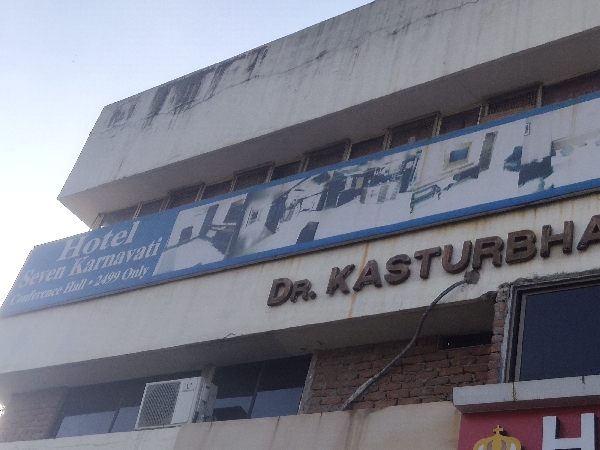 Hotel
Seven Karnavati
Conference Hall • 2499 Only
DR. KASTURBHA
H